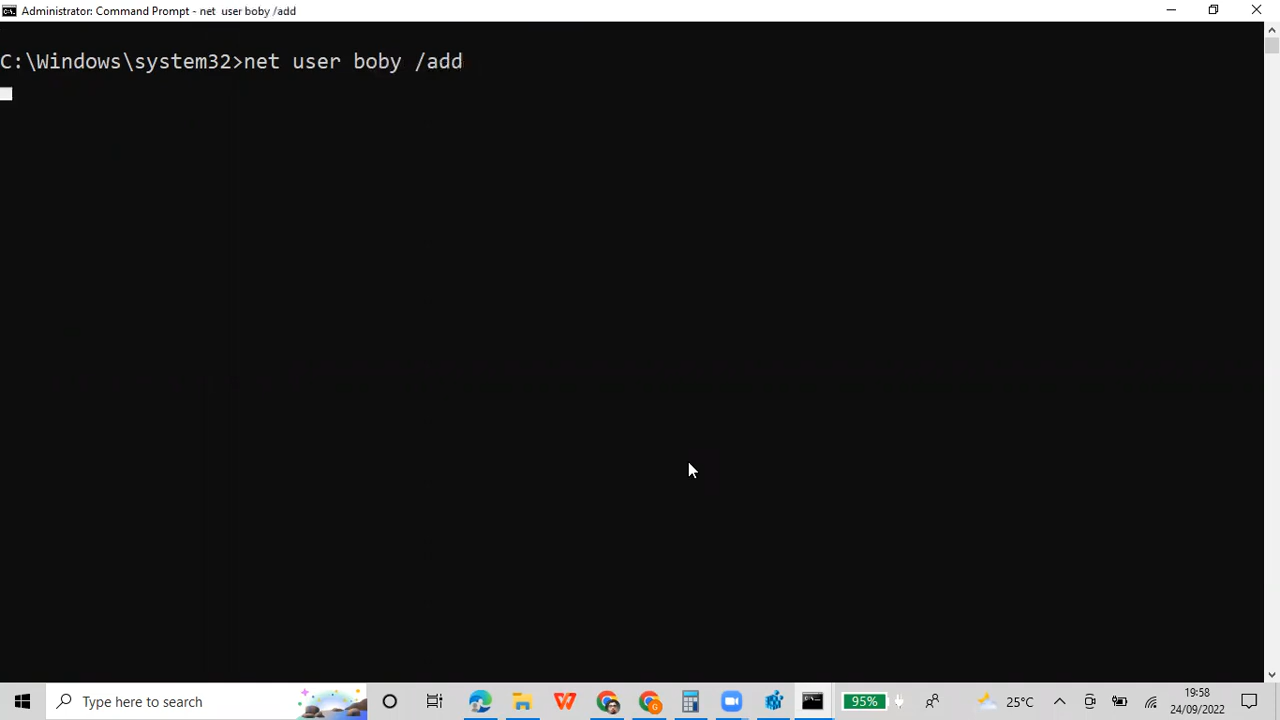 Administrator: Command Prompt - net  user boby /add
C:\Windows\system32>net user boby /add
Type here to search
95%
25°C
19:58
24/09/2022